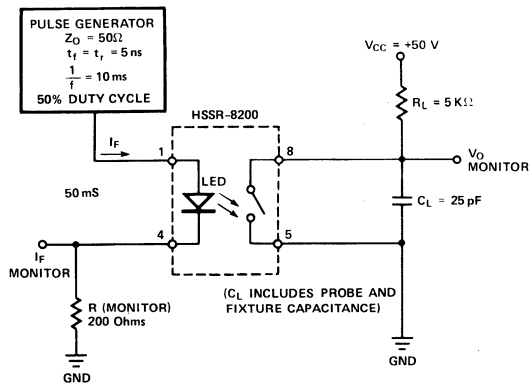 PULSE GENERATOR
Z₀ = 50Ω
t_f = t_r = 5 ns
1/f = 10 ms
50% DUTY CYCLE
V_CC = +50 V
R_L = 5 KΩ
HSSR-8200
I_F
1
8
V_O
MONITOR
LED
50 mS
C_L = 25 pF
4
5
I_F
MONITOR
R (MONITOR)
200 Ohms
(C_L INCLUDES PROBE AND
FIXTURE CAPACITANCE)
GND
GND